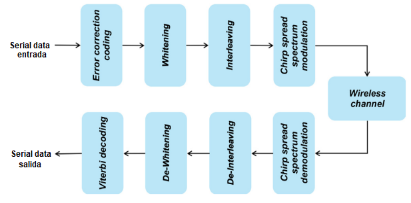 Serial data
entrada
Error correction
coding
Whitening
Interleaving
Chirp spread
spectrum
modulation
Wireless
channel
Serial data
salida
Viterbi decoding
De-Whitening
De-Interleaving
Chirp spread
spectrum
demodulation